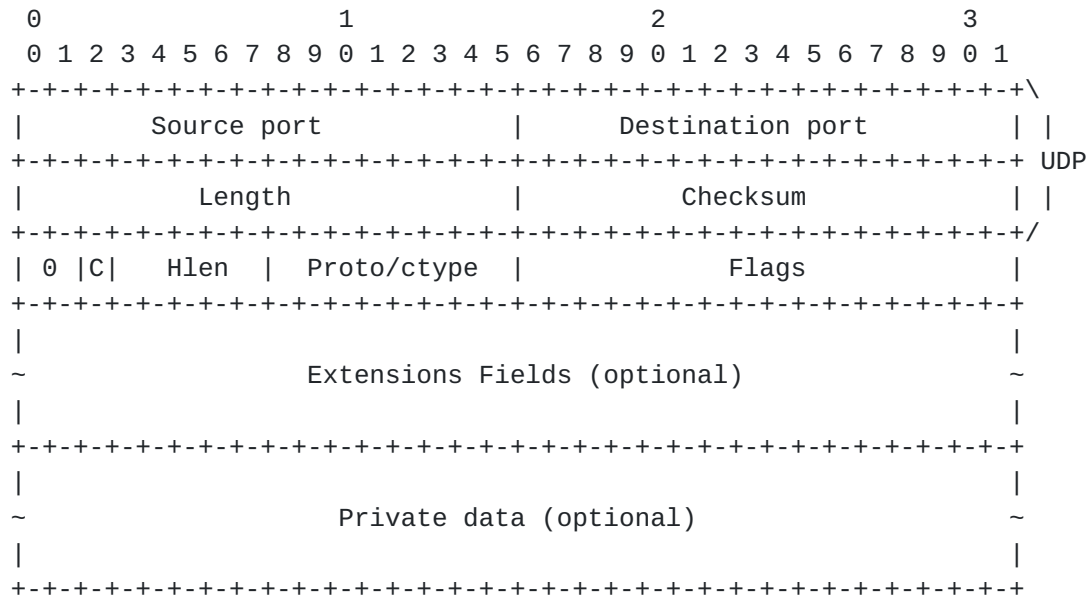 0                   1                   2                   3
 0 1 2 3 4 5 6 7 8 9 0 1 2 3 4 5 6 7 8 9 0 1 2 3 4 5 6 7 8 9 0 1
+-+-+-+-+-+-+-+-+-+-+-+-+-+-+-+-+-+-+-+-+-+-+-+-+-+-+-+-+-+-+-+-+\
|        Source port            |      Destination port         | |
+-+-+-+-+-+-+-+-+-+-+-+-+-+-+-+-+-+-+-+-+-+-+-+-+-+-+-+-+-+-+-+-+ UDP
|           Length              |          Checksum             | |
+-+-+-+-+-+-+-+-+-+-+-+-+-+-+-+-+-+-+-+-+-+-+-+-+-+-+-+-+-+-+-+-+/
| 0 |C|   Hlen  |  Proto/ctype  |             Flags             |
+-+-+-+-+-+-+-+-+-+-+-+-+-+-+-+-+-+-+-+-+-+-+-+-+-+-+-+-+-+-+-+-+
|                                                               |
~                  Extensions Fields (optional)                 ~
|                                                               |
+-+-+-+-+-+-+-+-+-+-+-+-+-+-+-+-+-+-+-+-+-+-+-+-+-+-+-+-+-+-+-+-+
|                                                               |
~                    Private data (optional)                    ~
|                                                               |
+-+-+-+-+-+-+-+-+-+-+-+-+-+-+-+-+-+-+-+-+-+-+-+-+-+-+-+-+-+-+-+-+